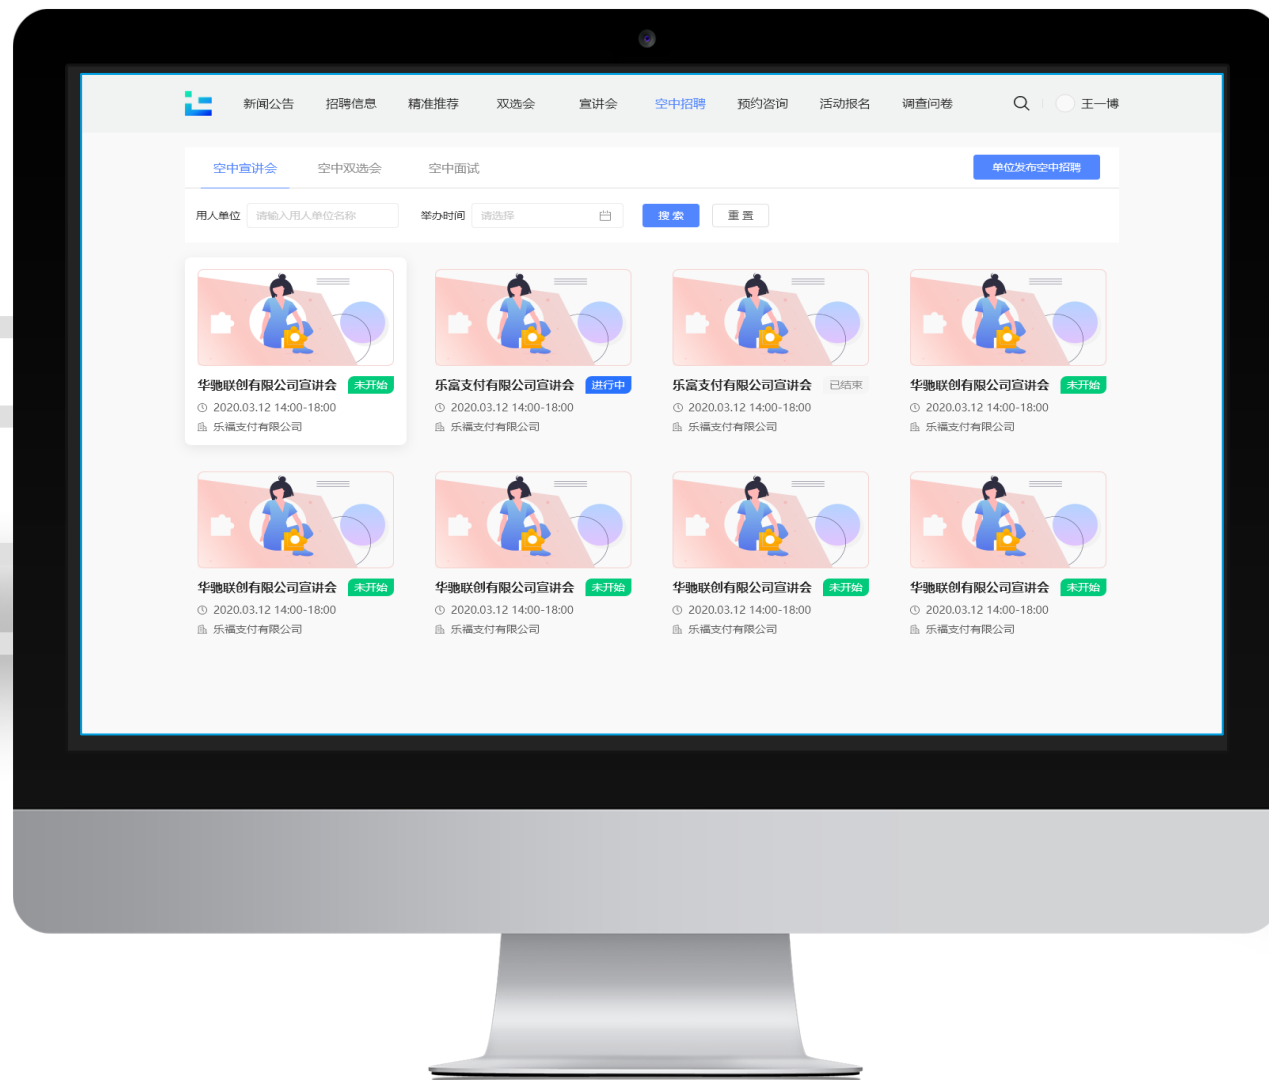 新闻公告 招聘信息 精准推荐 双选会 宣讲会 空中招聘 预约咨询 活动报名 调查问卷 王一博
空中宣讲会 空中双选会 空中面试 单位发布空中招聘
用人单位 请输入用人单位名称 举办时间 请选择 搜索 重置
华驰联创有限公司宣讲会 未开始
2020.03.12 14:00-18:00
乐福支付有限公司
乐富支付有限公司宣讲会 进行中
2020.03.12 14:00-18:00
乐福支付有限公司
乐富支付有限公司宣讲会 已结束
2020.03.12 14:00-18:00
乐福支付有限公司
华驰联创有限公司宣讲会 未开始
2020.03.12 14:00-18:00
乐福支付有限公司
华驰联创有限公司宣讲会 未开始
2020.03.12 14:00-18:00
乐福支付有限公司
华驰联创有限公司宣讲会 未开始
2020.03.12 14:00-18:00
乐福支付有限公司
华驰联创有限公司宣讲会 未开始
2020.03.12 14:00-18:00
乐福支付有限公司
华驰联创有限公司宣讲会 未开始
2020.03.12 14:00-18:00
乐福支付有限公司